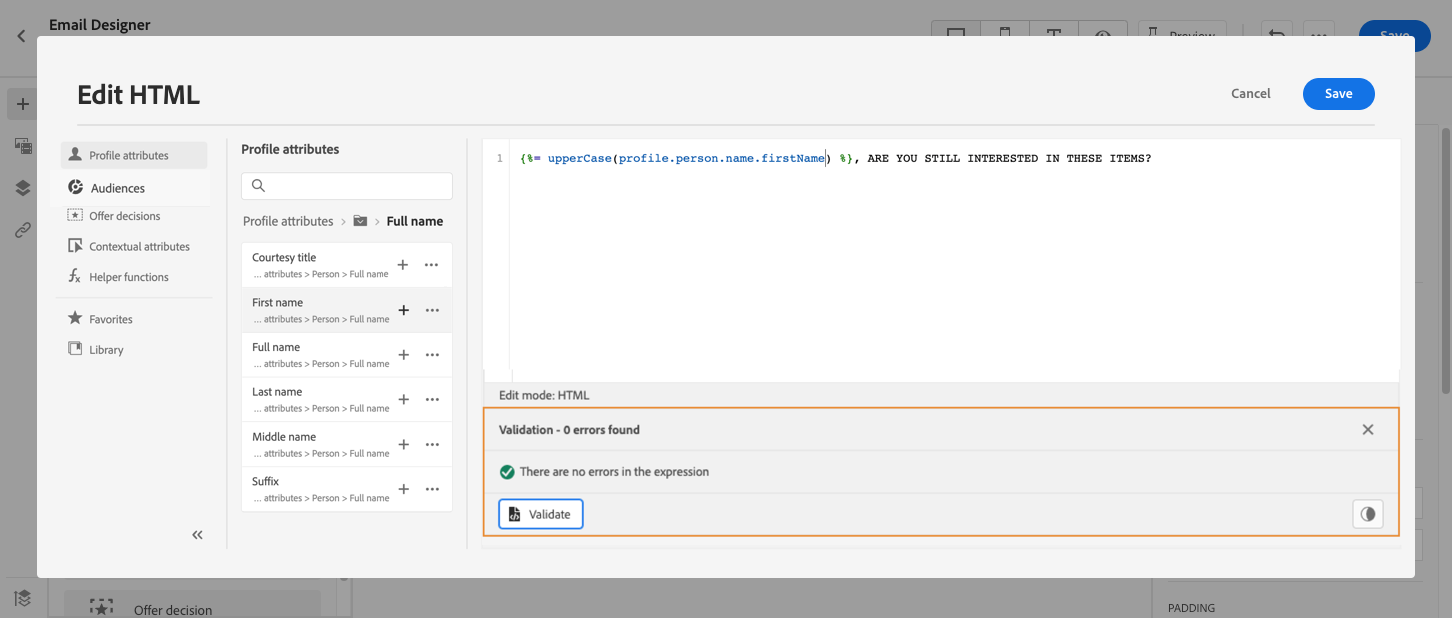 Email Designer
Preview
Save
Edit HTML
Cancel
Save
Profile attributes
Audiences
Offer decisions
Contextual attributes
Helper functions
Favorites
Library
Profile attributes
Profile attributes > > Full name
Courtesy title
... attributes > Person > Full name
First name
... attributes > Person > Full name
Full name
... attributes > Person > Full name
Last name
... attributes > Person > Full name
Middle name
... attributes > Person > Full name
Suffix
... attributes > Person > Full name
1 {%= upperCase(profile.person.name.firstName) %}, ARE YOU STILL INTERESTED IN THESE ITEMS?
Edit mode: HTML
Validation - 0 errors found
There are no errors in the expression
Validate
Offer decision
PADDING